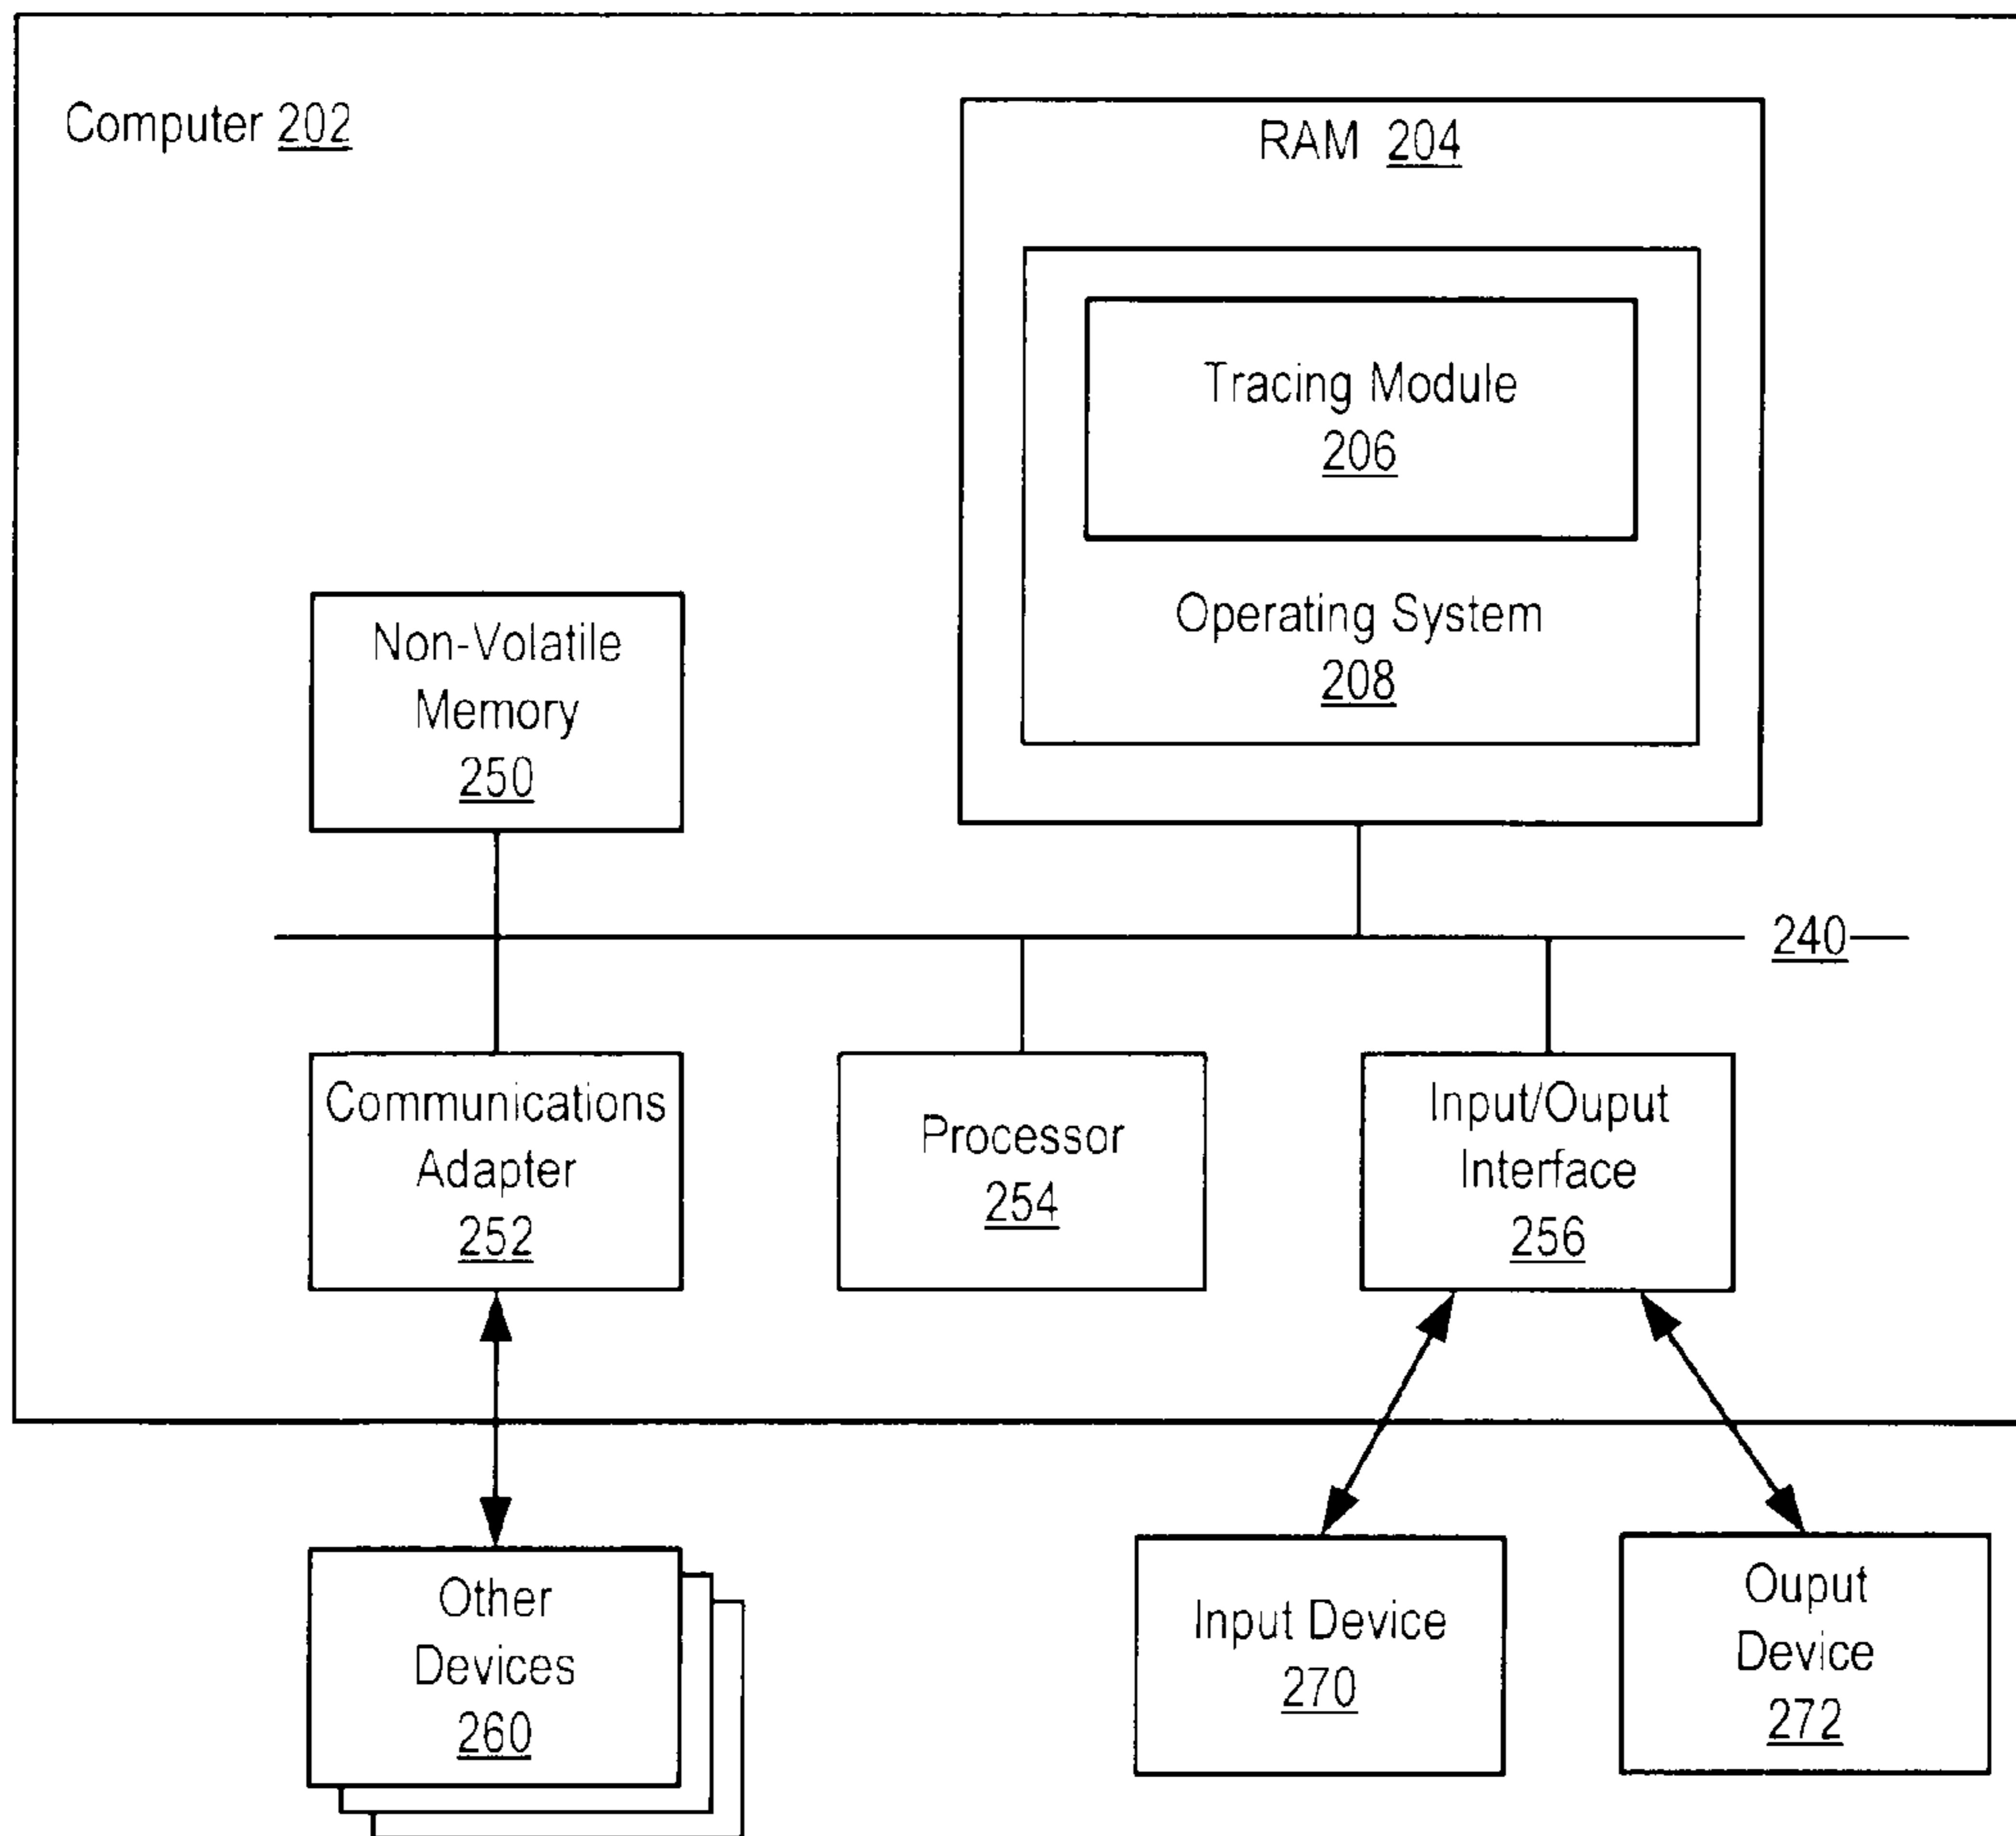 Computer 202
RAM 204
Tracing Module
206
Operating System
208
Non-Volatile
Memory
250
240
Communications
Adapter
252
Processor
254
Input/Ouput
Interface
256
Other
Devices
260
Input Device
270
Ouput
Device
272